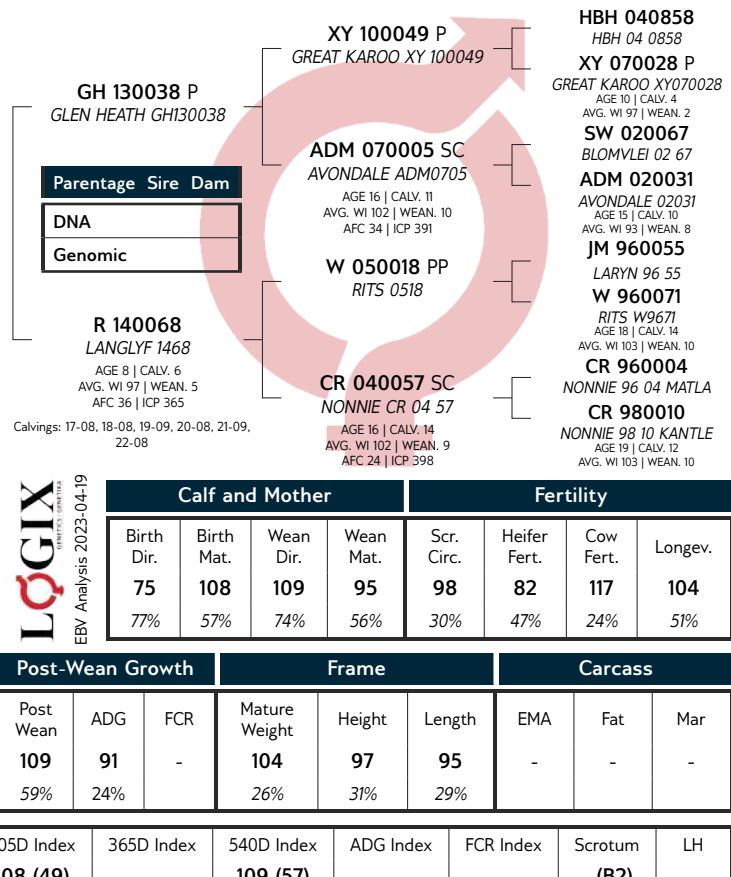 GH 130038 P
GLEN HEATH GH130038
XY 100049 P
GREAT KAROO XY 100049
HBH 040858
HBH 04 0858
XY 070028 P
GREAT KAROO XY070028
AGE 10 | CALV. 4
AVG. WI 97 | WEAN. 2
ADM 070005 SC
AVONDALE ADM0705
AGE 16 | CALV. 11
AVG. WI 102 | WEAN. 10
AFC 34 | ICP 391
SW 020067
BLOMVLEI 02 67
ADM 020031
AVONDALE 02031
AGE 15 | CALV. 10
AVG. WI 93 | WEAN. 8
Parentage Sire Dam
DNA
Genomic
R 140068
LANGLYF 1468
AGE 8 | CALV. 6
AVG. WI 97 | WEAN. 5
AFC 36 | ICP 365
Calvings: 17-08, 18-08, 19-09, 20-08, 21-09,
22-08
W 050018 PP
RITS 0518
JM 960055
LARYN 96 55
W 960071
RITS W9671
AGE 18 | CALV. 14
AVG. WI 103 | WEAN. 10
CR 040057 SC
NONNIE CR 04 57
AGE 16 | CALV. 14
AVG. WI 102 | WEAN. 9
AFC 24 | ICP 398
CR 960004
NONNIE 96 04 MATLA
CR 980010
NONNIE 98 10 KANTLE
AGE 19 | CALV. 12
AVG. WI 103 | WEAN. 10
LOGIX
GENETICS | GENETIKA
EBV Analysis 2023-04-19
Calf and Mother Fertility
Birth Dir. Birth Mat. Wean Dir. Wean Mat. Scr. Circ. Heifer Fert. Cow Fert. Longev.
75 108 109 95 98 82 117 104
77% 57% 74% 56% 30% 47% 24% 51%
Post-Wean Growth Frame Carcass
Post Wean ADG FCR Mature Weight Height Length EMA Fat Mar
109 91 - 104 97 95 - - -
59% 24% 26% 31% 29%
05D Index 365D Index 540D Index ADG Index FCR Index Scrotum LH
08 (49) 109 (57) (B2)